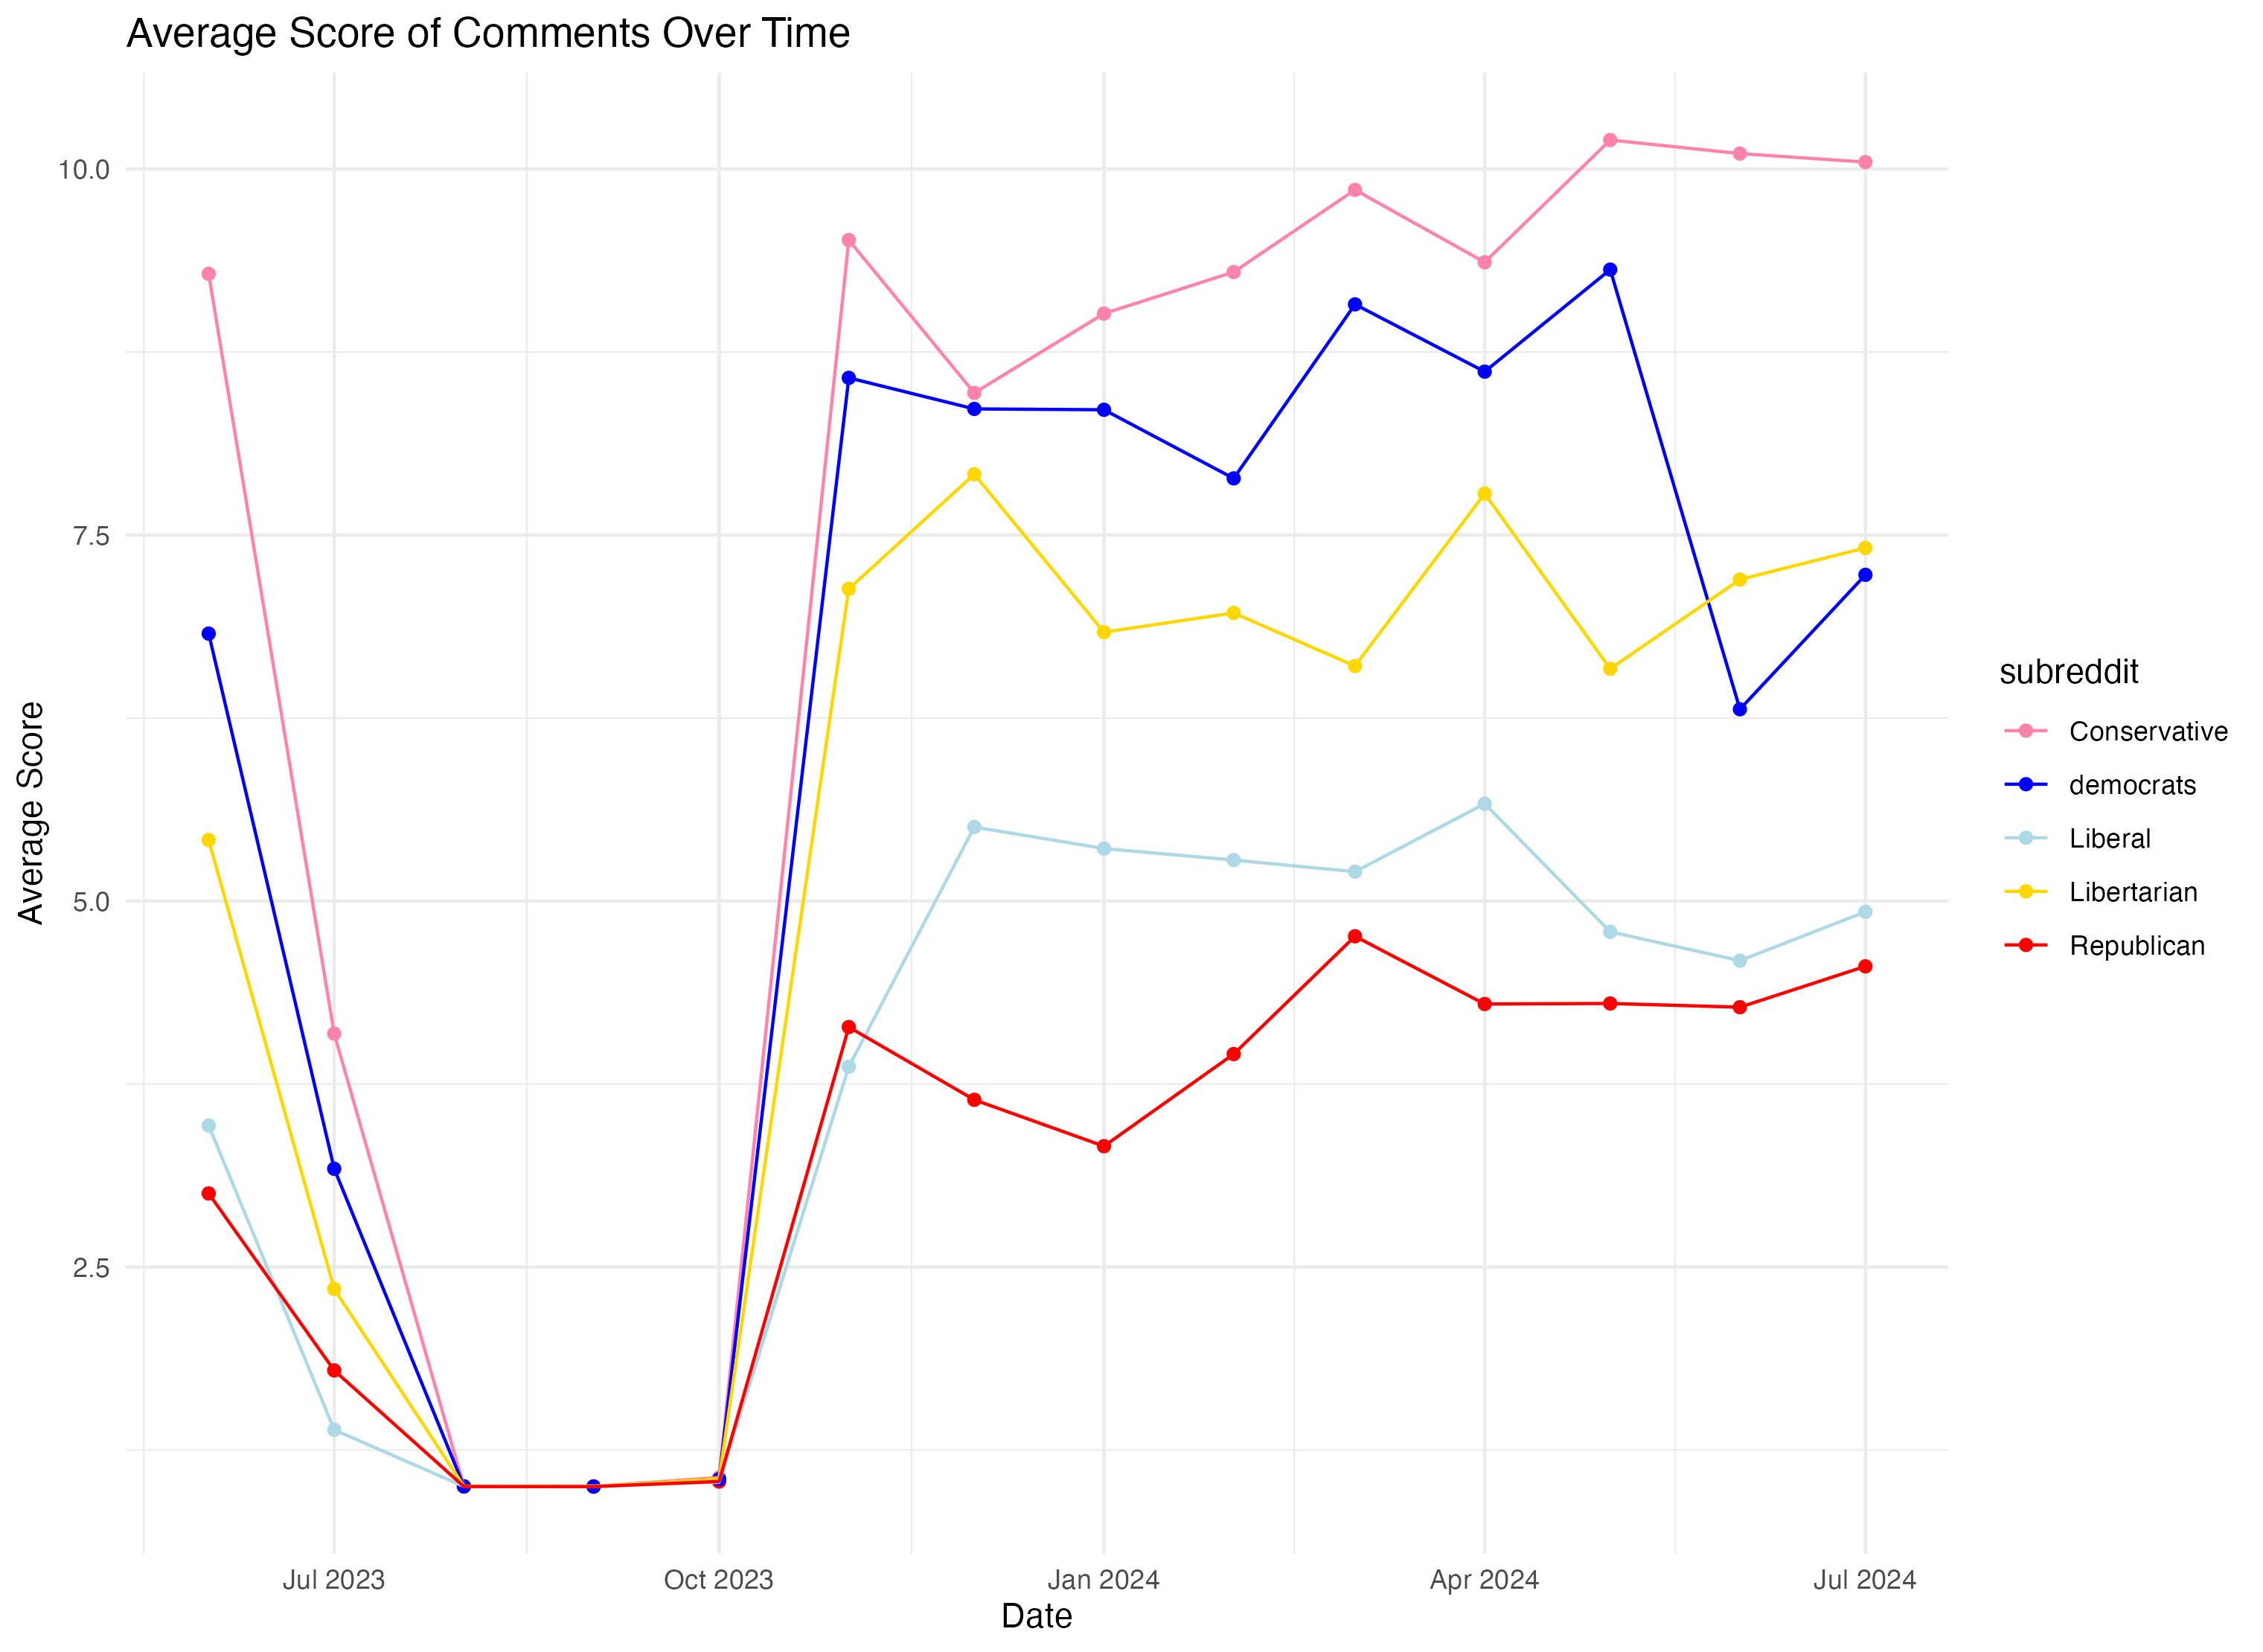 Average Score of Comments Over Time
10.0
7.5
5.0
2.5
Average Score
Jul 2023
Oct 2023
Jan 2024
Apr 2024
Jul 2024
Date
subreddit
Conservative
democrats
Liberal
Libertarian
Republican